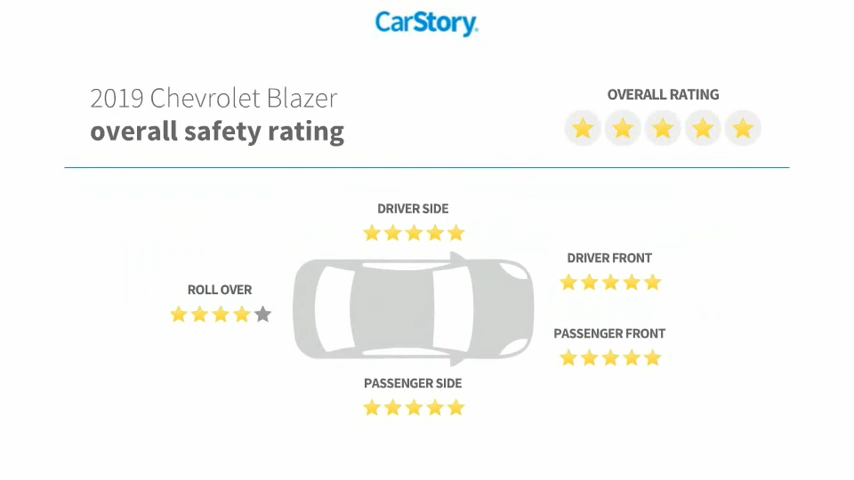 CarStory
2019 Chevrolet Blazer
overall safety rating
OVERALL RATING
DRIVER SIDE
DRIVER FRONT
ROLL OVER
PASSENGER FRONT
PASSENGER SIDE